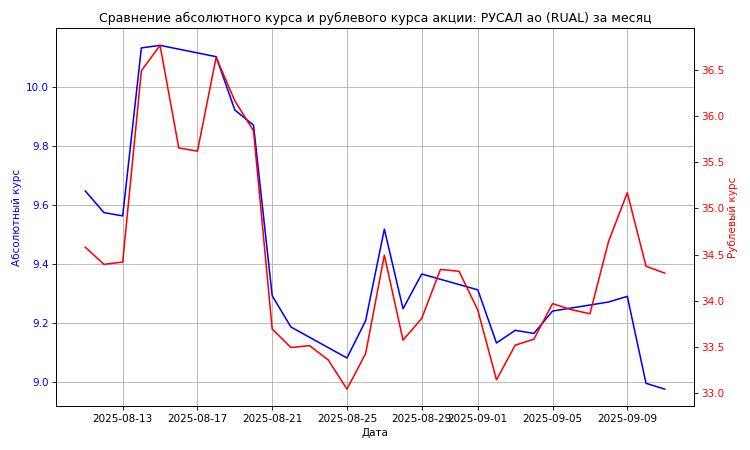 Сравнение абсолютного курса и рублевого курса акции: РУСАЛ ао (RUAL) за месяц
Абсолютный курс
10.0
9.8
9.6
9.4
9.2
9.0
36.5
36.0
35.5
35.0
34.5
34.0
33.5
33.0
Рублевый курс
2025-08-13 2025-08-17 2025-08-21 2025-08-25 2025-08-29 2025-09-01 2025-09-05 2025-09-09
Дата